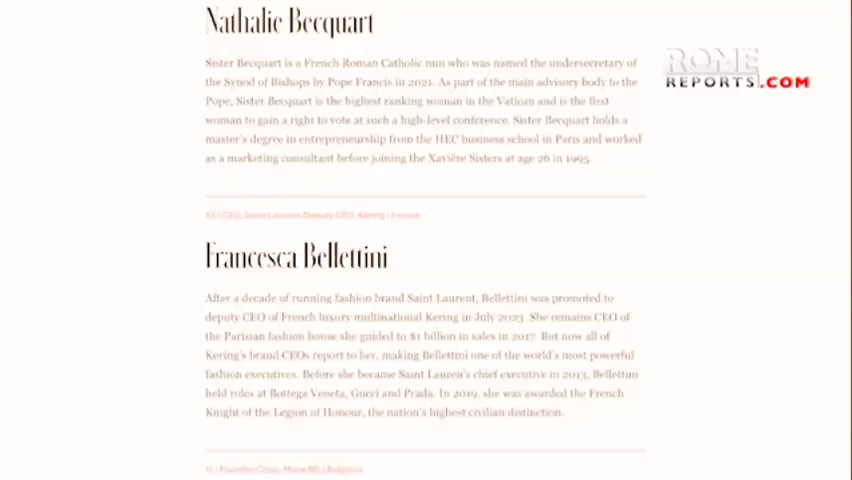 Nathalie Becquart
ROME
REPORTS.COM
Sister Becquart is a French Roman Catholic nun who was named the undersecretary of
the Synod of Bishops by Pope Francis in 2021. As part of the main advisory body to the
Pope, Sister Becquart is the highest ranking woman in the Vatican and is the first
woman to gain a right to vote at such a high-level conference. Sister Becquart holds a
master's degree in entrepreneurship from the HEC business school in Paris and worked
as a marketing consultant before joining the Xavière Sisters at age 26 in 1995.
| CEO, Saint Laurent Deputy CEO, Kering | France
Francesca Bellettini
After a decade of running fashion brand Saint Laurent, Bellettini was promoted to
deputy CEO of French luxury multinational Kering in July 2023. She remains CEO of
the Parisian fashion house she guided to $1 billion in sales in 2017. But now all of
Kering's brand CEOs report to her, making Bellettini one of the world's most powerful
fashion executives. Before she became Saint Lauren's chief executive in 2013, Bellettini
held roles at Bottega Veneta, Gucci and Prada. In 2019, she was awarded the French
Knight of the Legion of Honour, the nation's highest civilian distinction.
| Bulgaria